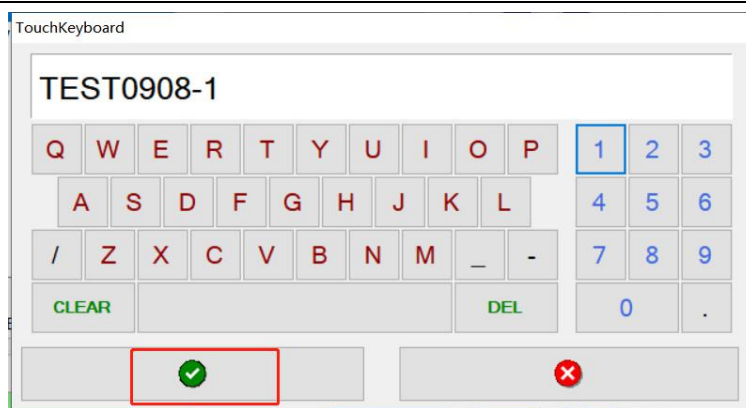 TouchKeyboard
TEST0908-1
Q W E R T Y U I O P 1 2 3
A S D F G H J K L 4 5 6
/ Z X C V B N M _ - 7 8 9
CLEAR DEL 0 .